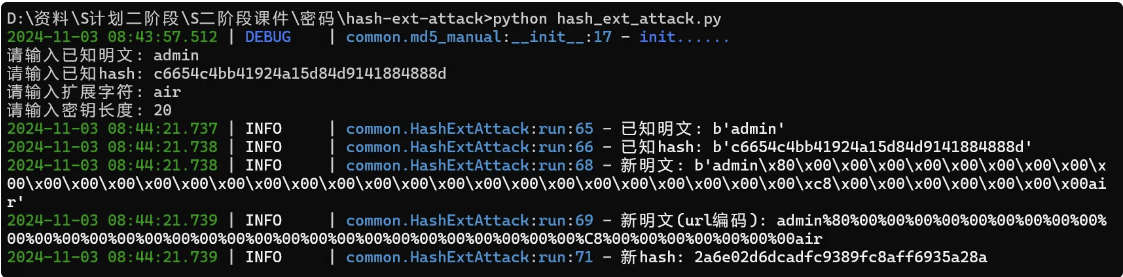 D:\资料\S计划二阶段\S二阶段课件\密码\hash-ext-attack>python hash_ext_attack.py
2024-11-03 08:43:57.512 | DEBUG    | common.md5_manual:__init__:17 - init......
请输入已知明文: admin
请输入已知hash: c6654c4bb41924a15d84d9141884888d
请输入扩展字符: air
请输入密钥长度: 20
2024-11-03 08:44:21.737 | INFO     | common.HashExtAttack:run:65 - 已知明文: b'admin'
2024-11-03 08:44:21.738 | INFO     | common.HashExtAttack:run:66 - 已知hash: b'c6654c4bb41924a15d84d9141884888d'
2024-11-03 08:44:21.738 | INFO     | common.HashExtAttack:run:68 - 新明文: b'admin\x80\x00\x00\x00\x00\x00\x00\x00\x00\x
00\x00\x00\x00\x00\x00\x00\x00\x00\x00\x00\x00\x00\x00\x00\x00\x00\x00\x00\x00\x00\x00\xc8\x00\x00\x00\x00\x00\x00\x00ai
r'
2024-11-03 08:44:21.739 | INFO     | common.HashExtAttack:run:69 - 新明文(url编码): admin%80%00%00%00%00%00%00%00%00%00%
00%00%00%00%00%00%00%00%00%00%00%00%00%00%00%00%00%00%00%00%00%C8%00%00%00%00%00%00%00air
2024-11-03 08:44:21.739 | INFO     | common.HashExtAttack:run:71 - 新hash: 2a6e02d6dcadfc9389fc8aff6935a28a